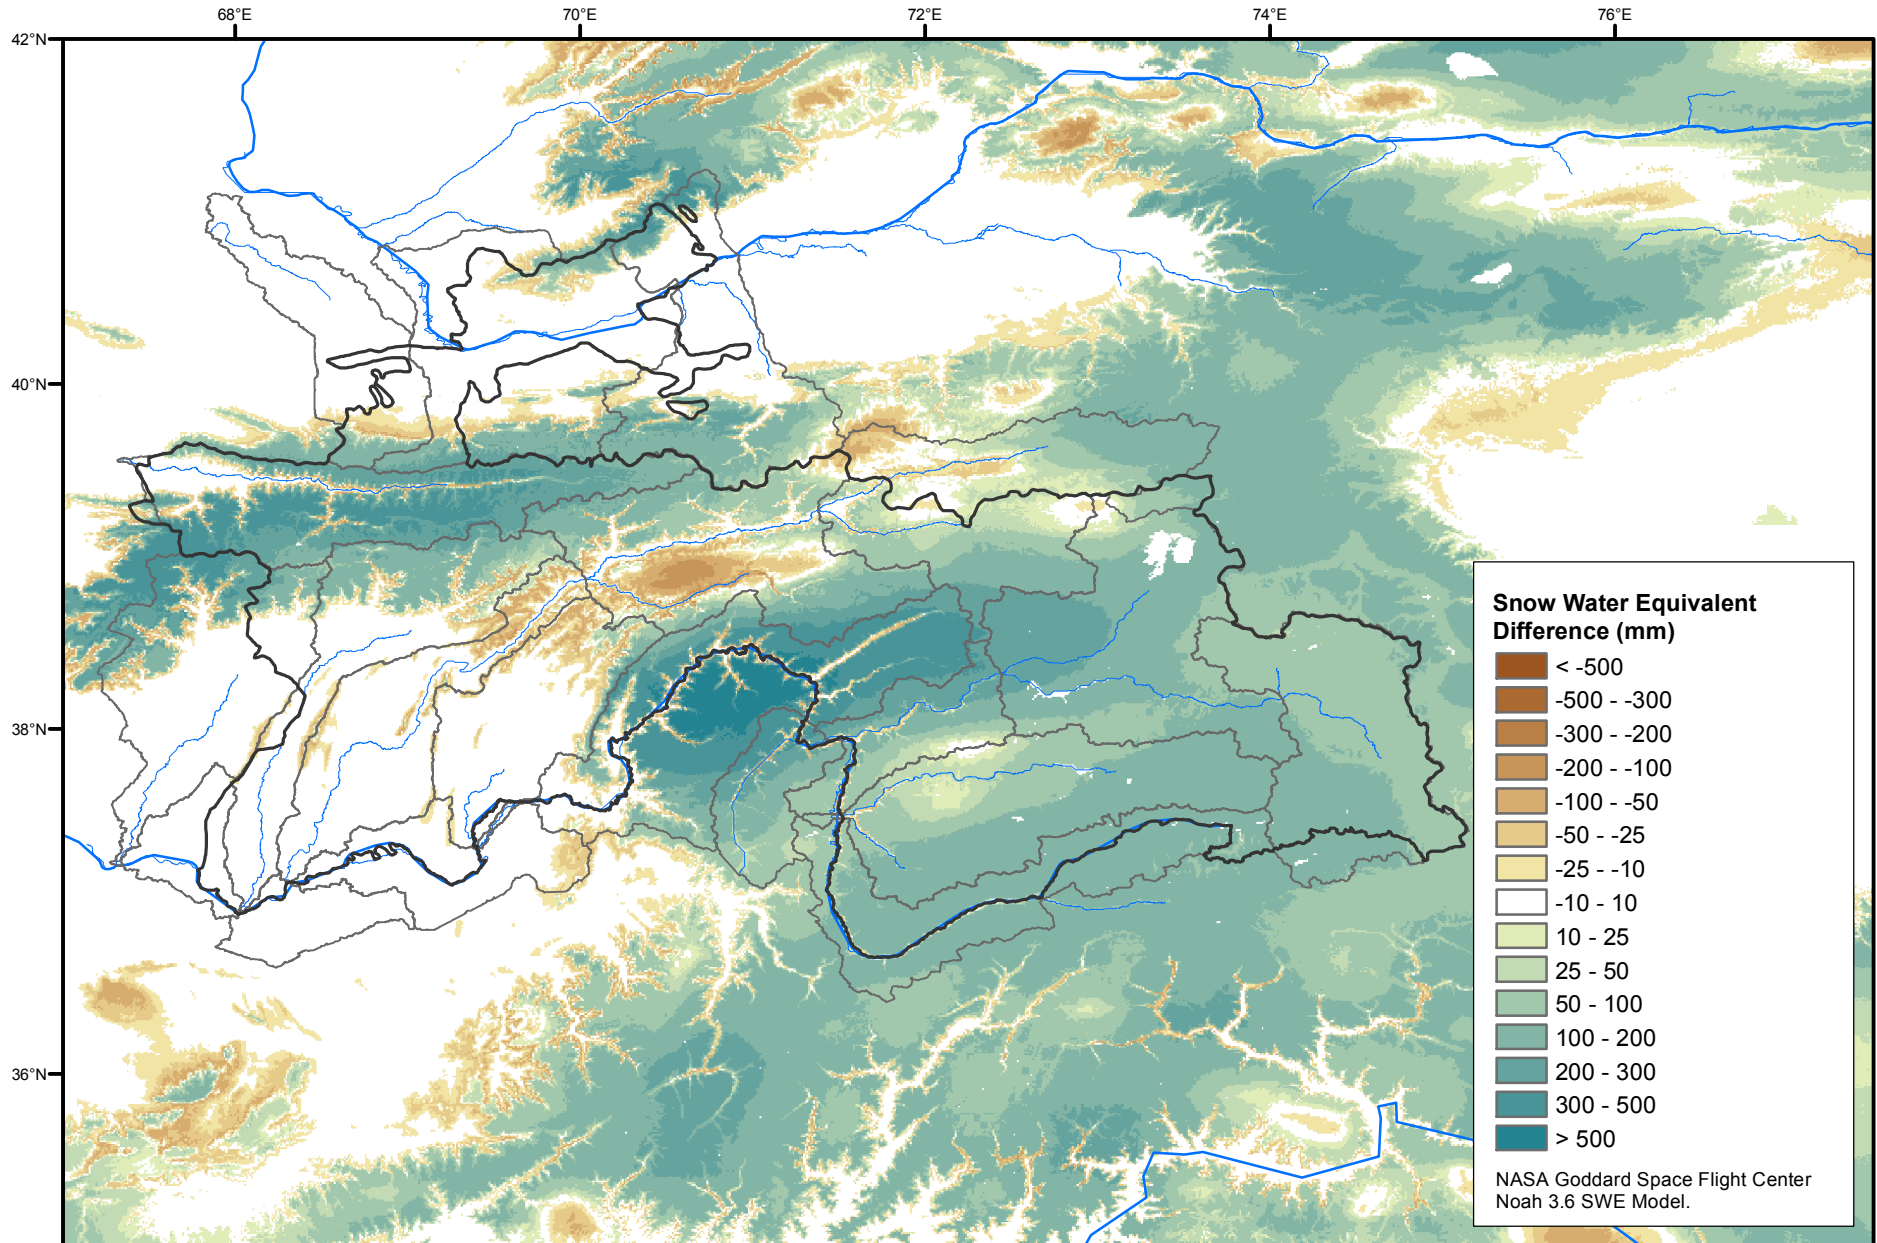 68°E
70°E
72°E
74°E
76°E
42°N
40°N
38°N
36°N
Snow Water Equivalent
Difference (mm)
< -500
-500 - -300
-300 - -200
-200 - -100
-100 - -50
-50 - -25
-25 - -10
-10 - 10
10 - 25
25 - 50
50 - 100
100 - 200
200 - 300
300 - 500
> 500
NASA Goddard Space Flight Center
Noah 3.6 SWE Model.